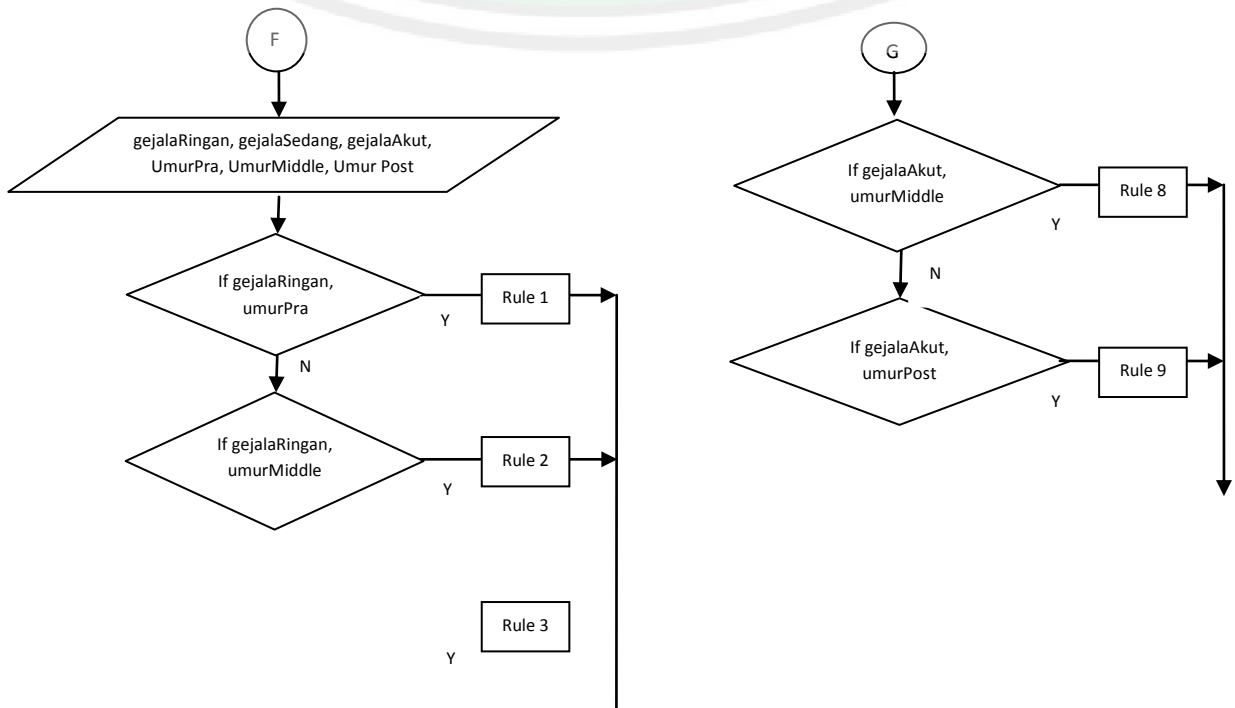 F
gejalaRingan, gejalaSedang, gejalaAkut,
UmurPra, UmurMiddle, Umur Post
If gejalaRingan,
umurPra
Y
Rule 1
N
If gejalaRingan,
umurMiddle
Y
Rule 2
Rule 3
Y
G
If gejalaAkut,
umurMiddle
Y
Rule 8
N
If gejalaAkut,
umurPost
Y
Rule 9